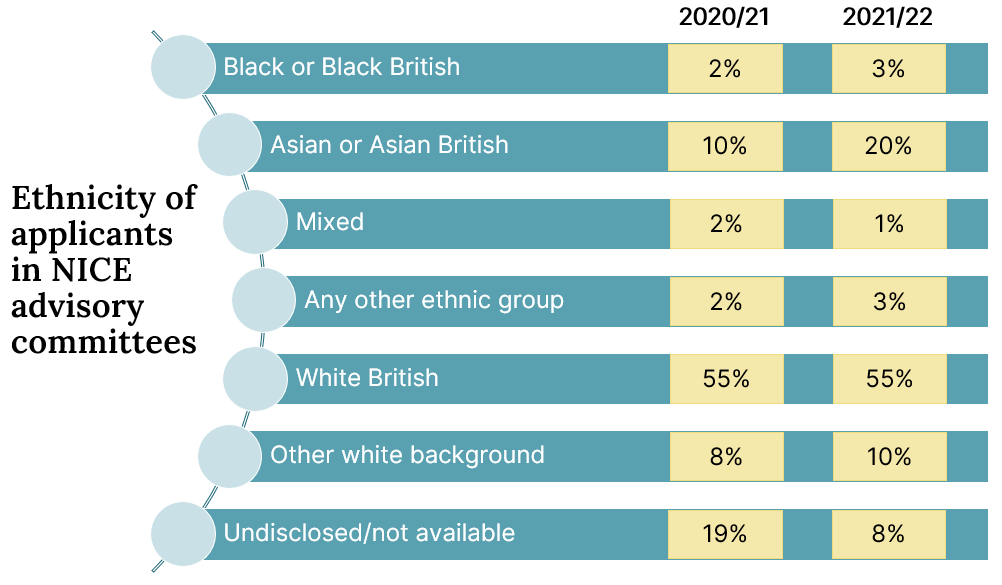 2020/21 2021/22
Black or Black British 2% 3%
Asian or Asian British 10% 20%
Ethnicity of
applicants
in NICE
advisory
committees
Mixed 2% 1%
Any other ethnic group 2% 3%
White British 55% 55%
Other white background 8% 10%
Undisclosed/not available 19% 8%